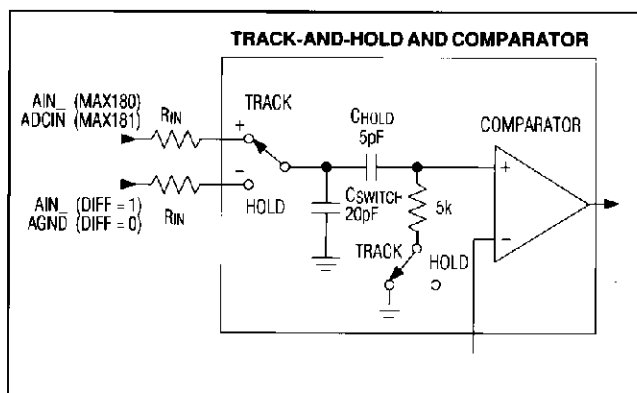 TRACK-AND-HOLD AND COMPARATOR
AIN_ (MAX180)
ADCIN (MAX181)
RIN
TRACK
+
CHOLD
5pF
COMPARATOR
+
−
AIN_ (DIFF = 1)
AGND (DIFF = 0)
RIN
−
HOLD
CSWITCH
20pF
5k
TRACK
HOLD